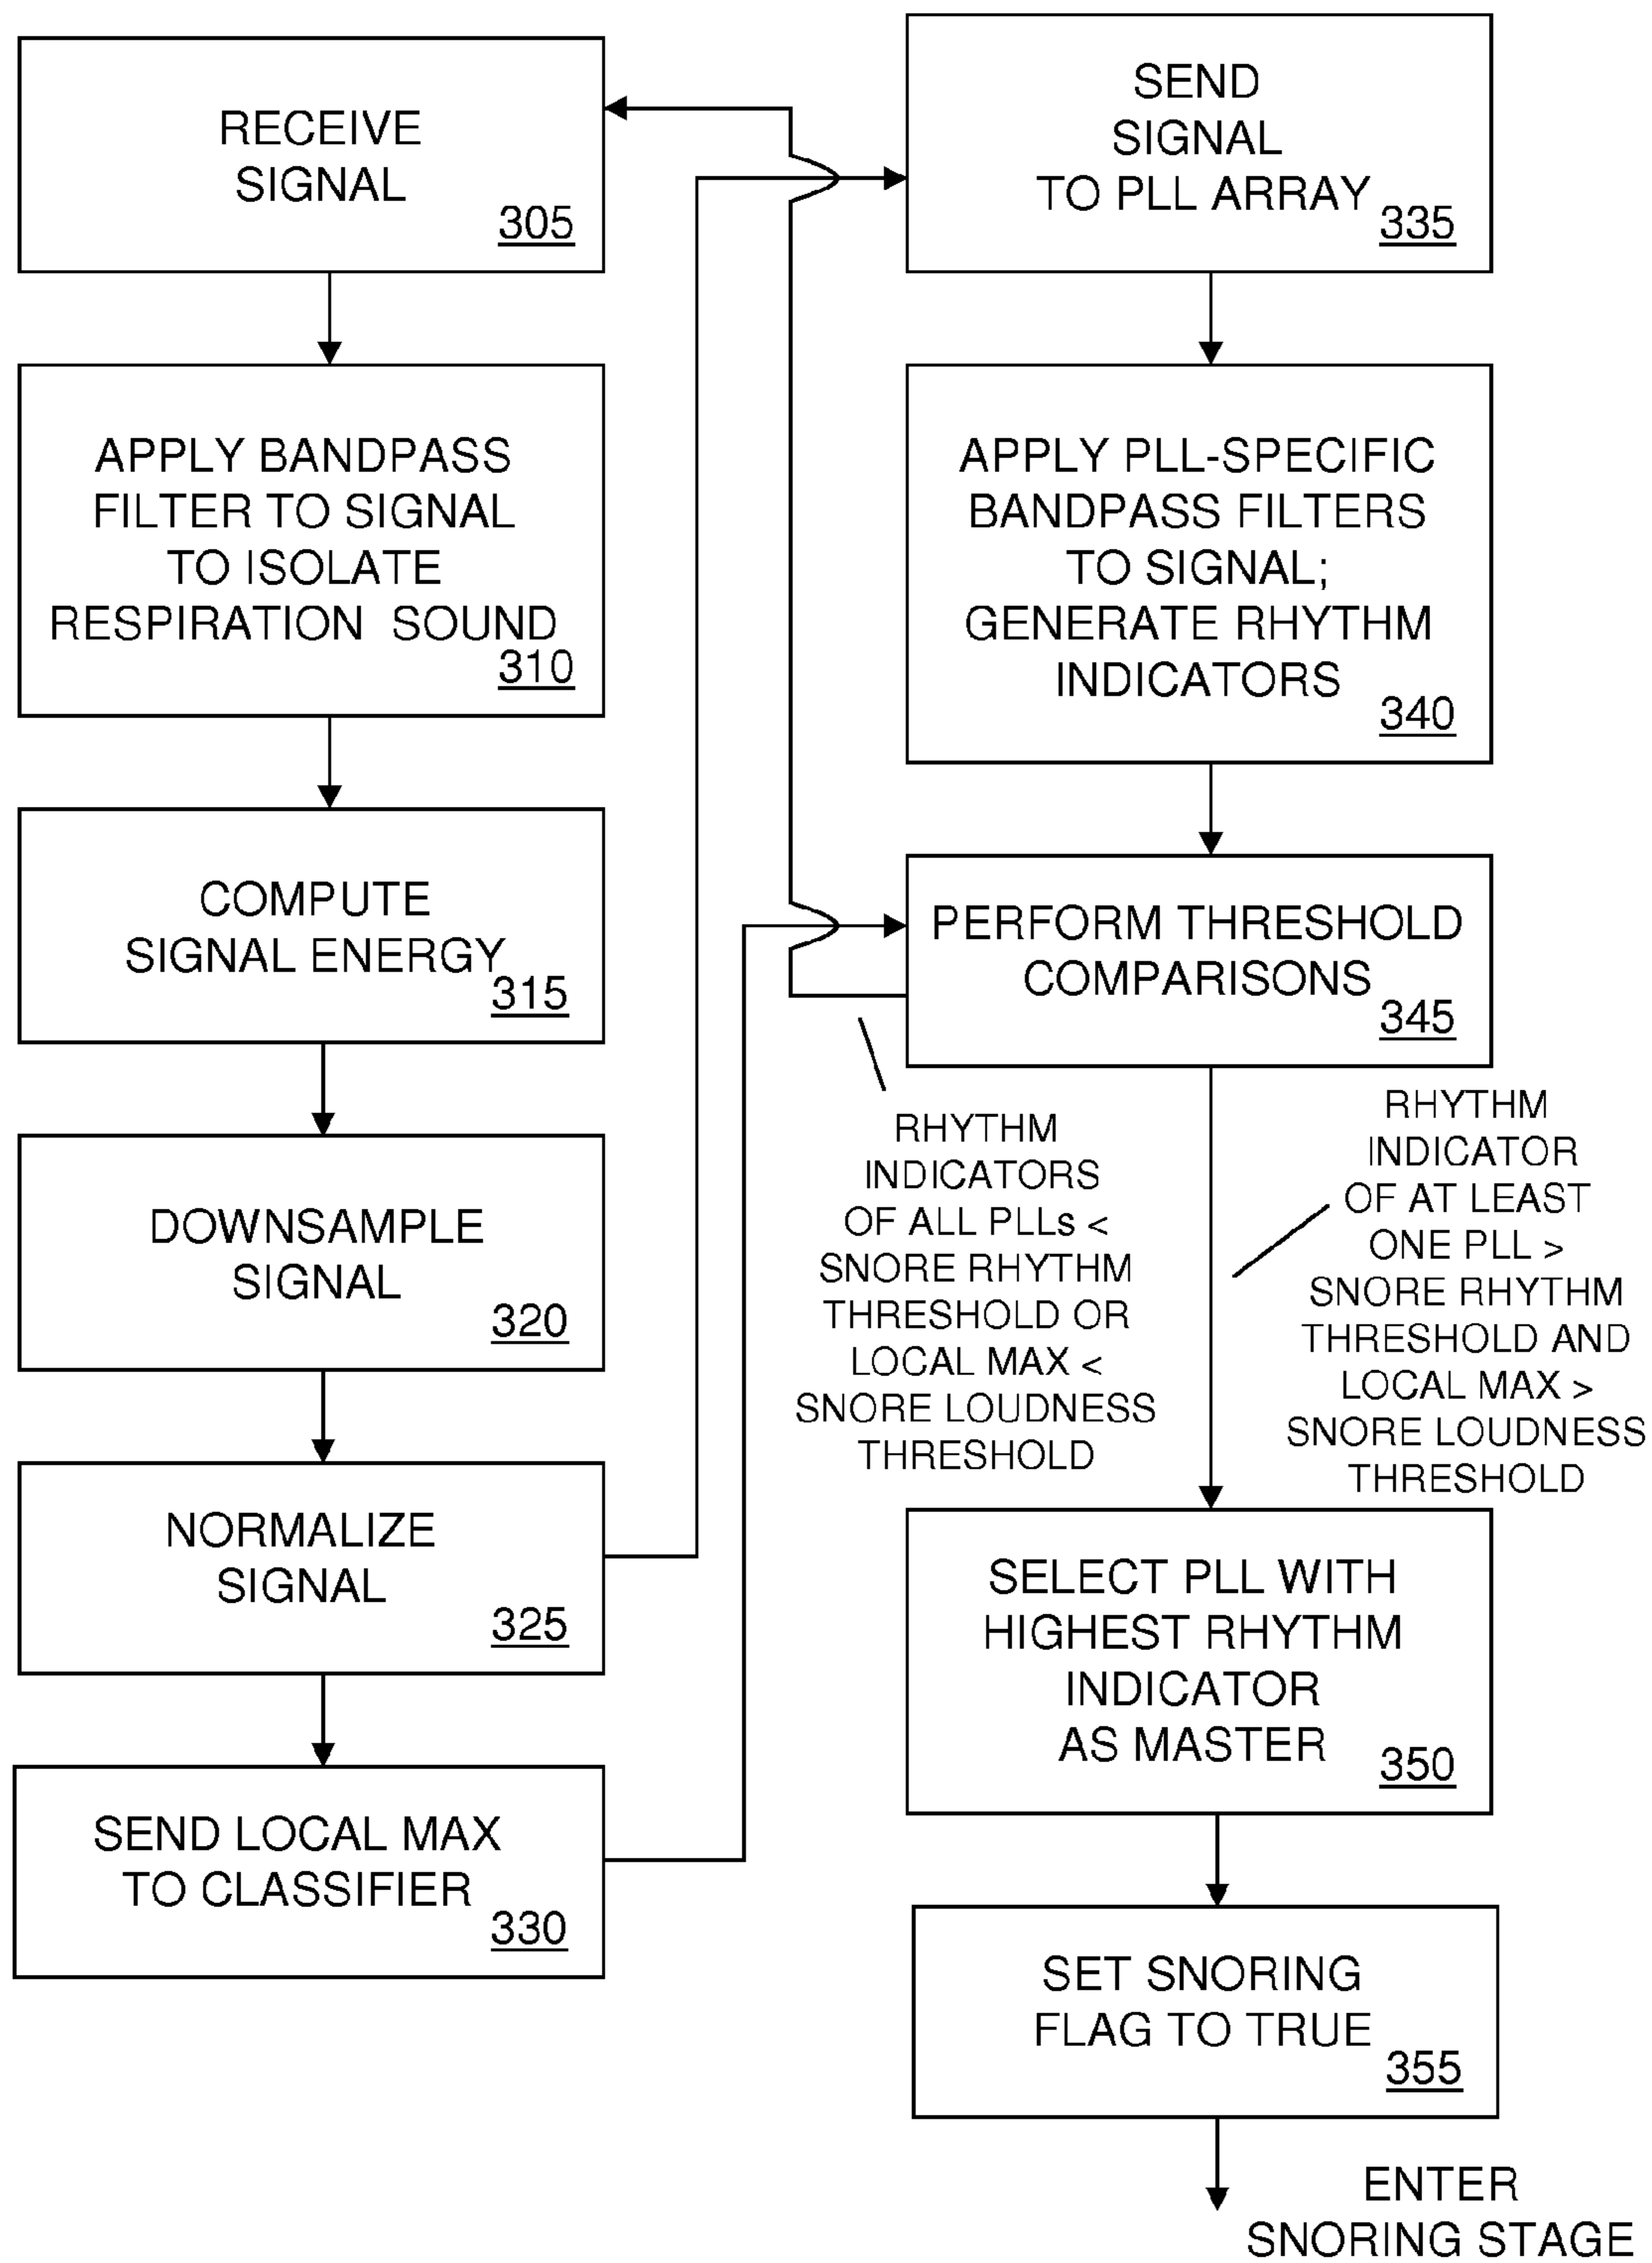 RECEIVE
SIGNAL
305
APPLY BANDPASS
FILTER TO SIGNAL
TO ISOLATE
RESPIRATION SOUND
310
COMPUTE
SIGNAL ENERGY
315
DOWNSAMPLE
SIGNAL
320
NORMALIZE
SIGNAL
325
SEND LOCAL MAX
TO CLASSIFIER
330
SEND
SIGNAL
TO PLL ARRAY
335
APPLY PLL-SPECIFIC
BANDPASS FILTERS
TO SIGNAL;
GENERATE RHYTHM
INDICATORS
340
PERFORM THRESHOLD
COMPARISONS
345
RHYTHM
INDICATORS
OF ALL PLLs <
SNORE RHYTHM
THRESHOLD OR
LOCAL MAX <
SNORE LOUDNESS
THRESHOLD
RHYTHM
INDICATOR
OF AT LEAST
ONE PLL >
SNORE RHYTHM
THRESHOLD AND
LOCAL MAX >
SNORE LOUDNESS
THRESHOLD
SELECT PLL WITH
HIGHEST RHYTHM
INDICATOR
AS MASTER
350
SET SNORING
FLAG TO TRUE
355
ENTER
SNORING STAGE